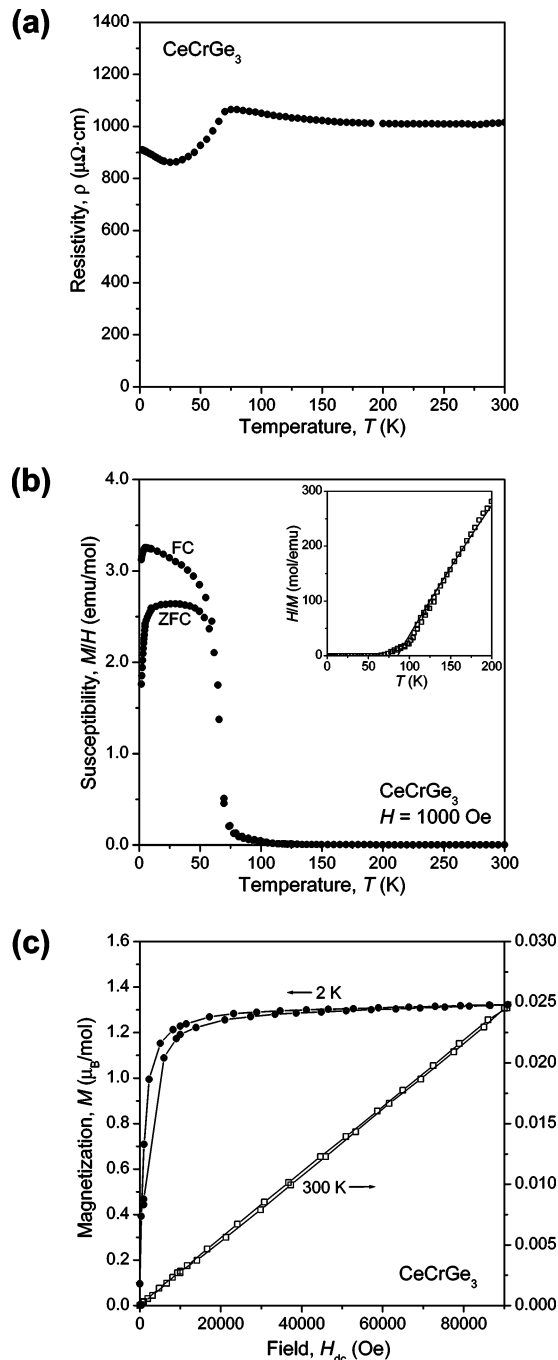 (a)
CeCrGe3
Resistivity, ρ (μΩ·cm)
1400
1200
1000
800
600
400
200
0
0 50 100 150 200 250 300
Temperature, T (K)
(b)
Susceptibility, M/H (emu/mol)
4.0
3.0
2.0
1.0
0.0
FC
ZFC
H/M (mol/emu)
300
200
100
0
0 50 100 150 200
T (K)
CeCrGe3
H = 1000 Oe
0 50 100 150 200 250 300
Temperature, T (K)
(c)
Magnetization, M (μB/mol)
1.6
1.4
1.2
1.0
0.8
0.6
0.4
0.2
0.0
2 K
300 K
CeCrGe3
0.030
0.025
0.020
0.015
0.010
0.005
0.000
0 20000 40000 60000 80000
Field, Hdc (Oe)